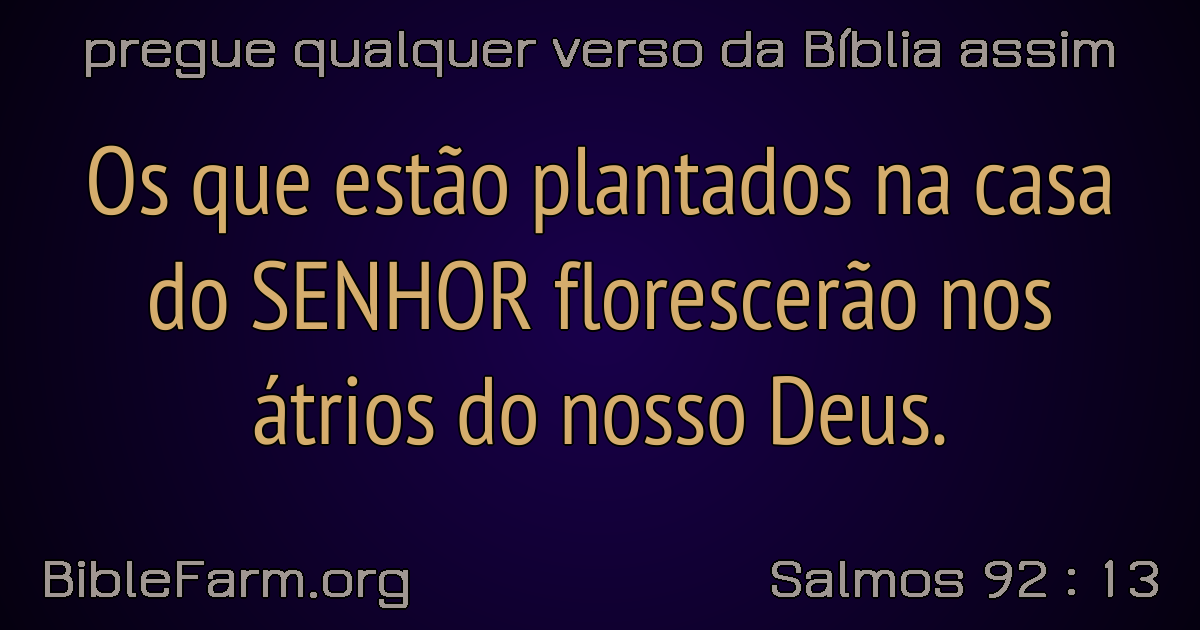 pregue qualquer verso da Bíblia assim
Os que estão plantados na casa
do SENHOR florescerão nos
átrios do nosso Deus.
BibleFarm.org
Salmos 92 : 13